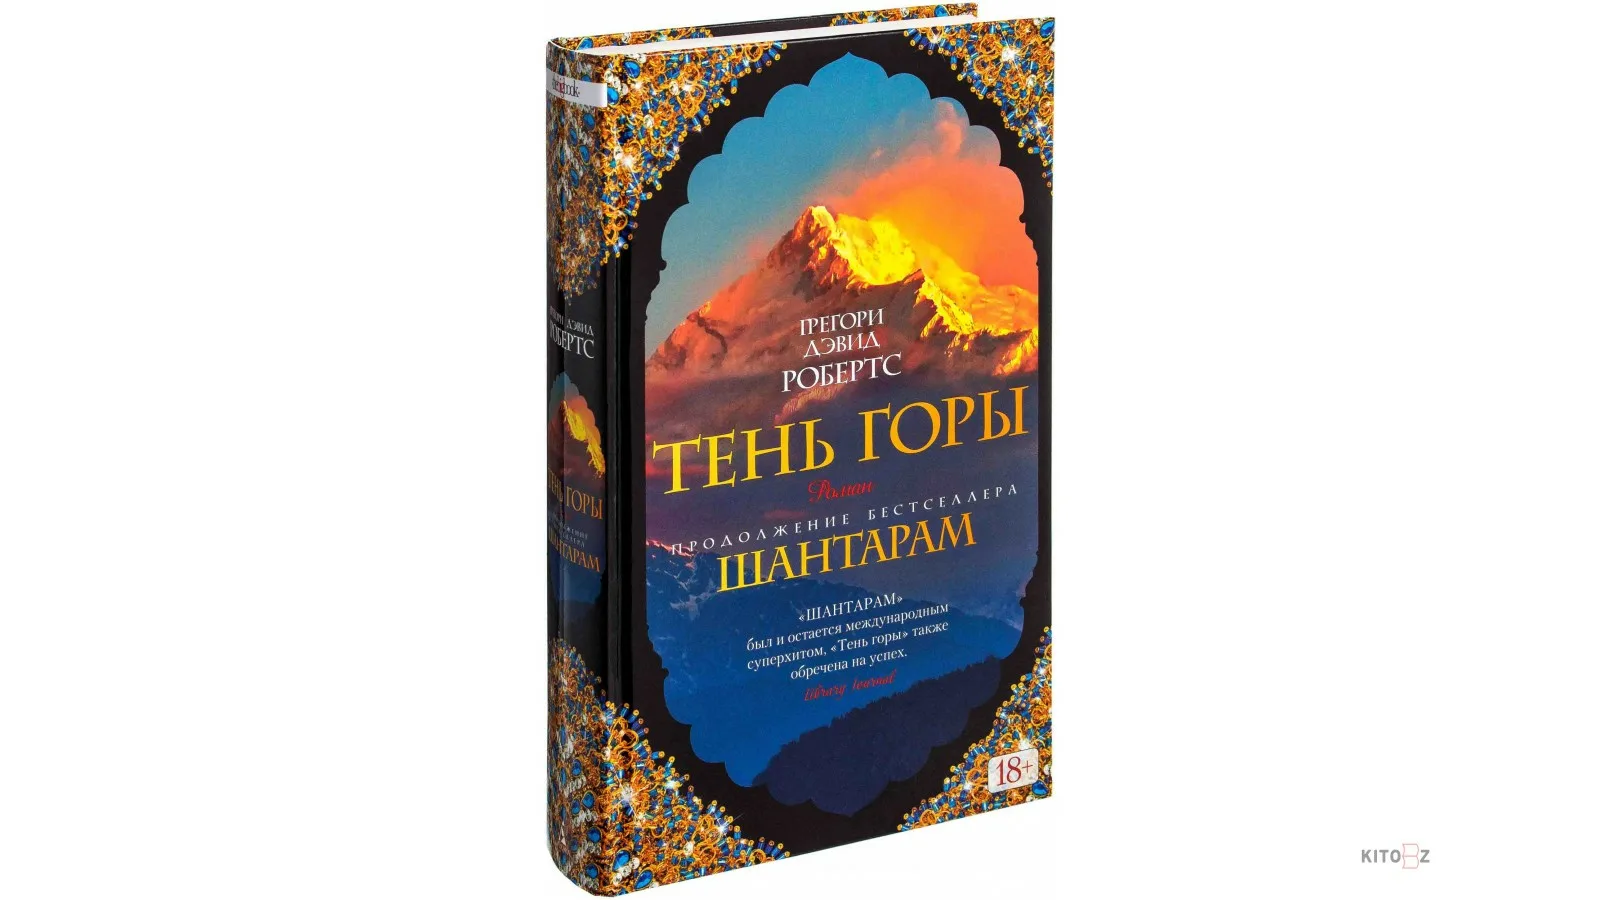 ГРЕГОРИ
ДЭВИД
РОБЕРТС
ТЕНЬ ГОРЫ
Роман
ПРОДОЛЖЕНИЕ БЕСТСЕЛЛЕРА
ШАНТАРАМ
«ШАНТАРАМ»
был и остается международным
суперхитом, «Тень горы» также
обречена на успех.
Library Journal
18+
ДЭВИД
РОБЕРТС
ТЕНЬ ГОРЫ
ШАНТАРАМ
KITOBZ